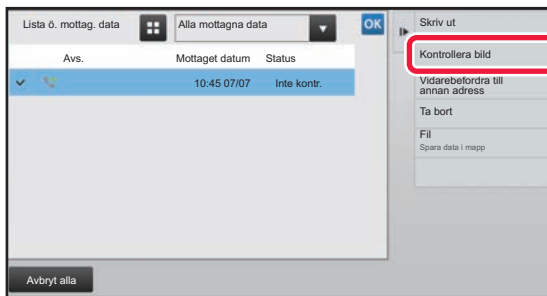 Lista ö. mottag. data
Alla mottagna data
OK
Avs.
Mottaget datum
Status
10:45 07/07
Inte kontr.
Avbryt alla
Skriv ut
Kontrollera bild
Vidarebefordra till
annan adress
Ta bort
Fil
Spara data i mapp